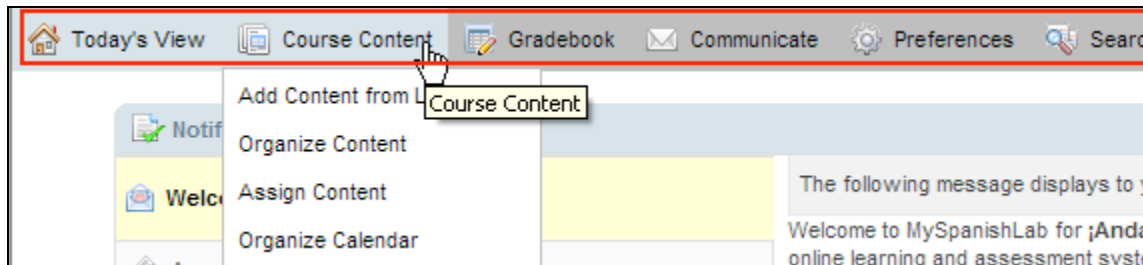 Today's View Course Content Gradebook Communicate Preferences
Add Content from
Course Content
Organize Content
Assign Content
The following message displays to
Organize Calendar
Welcome to MySpanishLab for
online learning and assessment